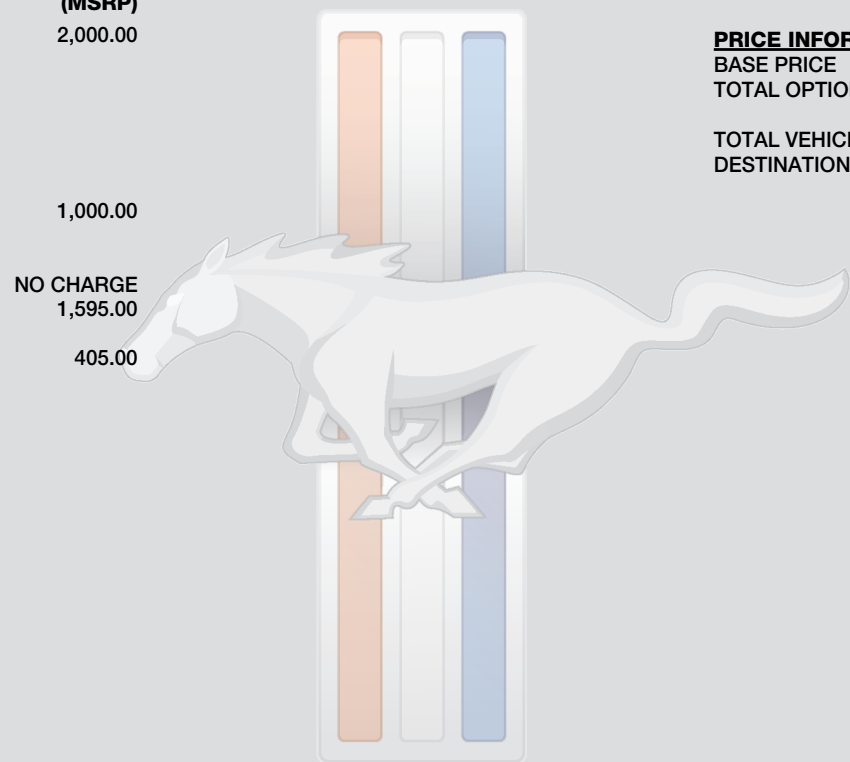 (MSRP)
2,000.00
1,000.00
NO CHARGE
1,595.00
405.00
PRICE INFOR
BASE PRICE
TOTAL OPTIO
TOTAL VEHICL
DESTINATION